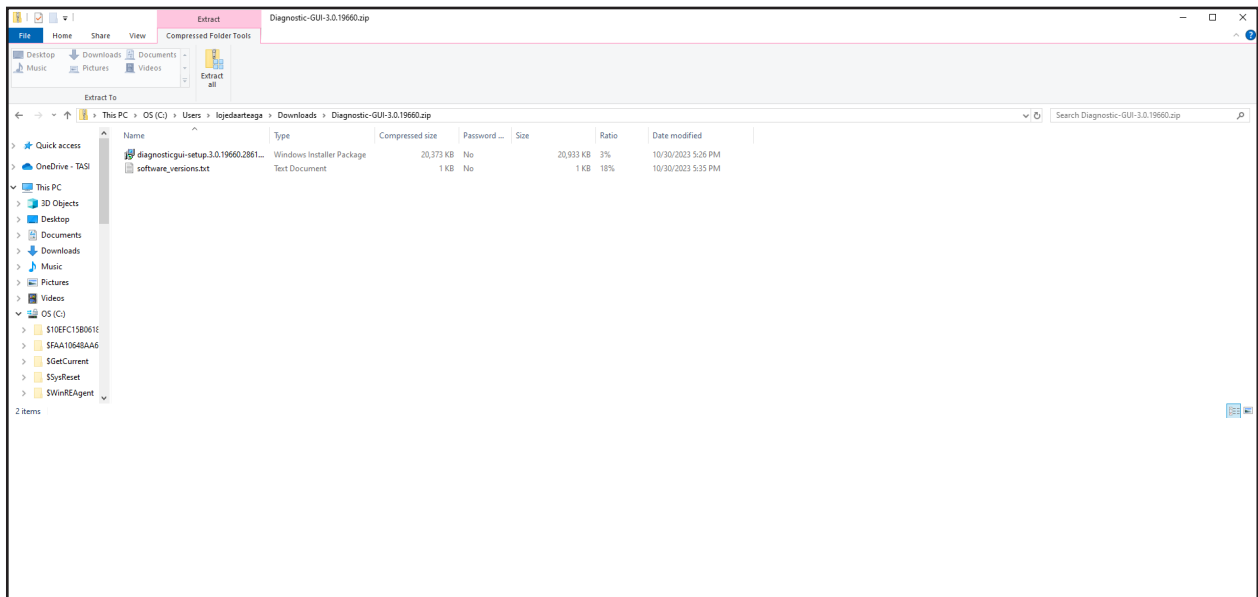 Extract Diagnostic-GUI-3.0.19660.zip
File Home Share View Compressed Folder Tools
Desktop Downloads Documents
Music Pictures Videos
Extract all
Extract To
This PC > OS (C:) > Users > lojedaarteaga > Downloads > Diagnostic-GUI-3.0.19660.zip Search Diagnostic-GUI-3.0.19660.zip
Name Type Compressed size Password ... Size Ratio Date modified
Quick access
diagnosticgui-setup.3.0.19660.2861... Windows Installer Package 20,373 KB No 20,933 KB 3% 10/30/2023 5:26 PM
OneDrive - TASI
software_versions.txt Text Document 1 KB No 1 KB 18% 10/30/2023 5:35 PM
This PC
3D Objects
Desktop
Documents
Downloads
Music
Pictures
Videos
OS (C:)
$10EFC15B0618
$FAA10648AA6
$GetCurrent
$SysReset
$WinREAgent
2 items